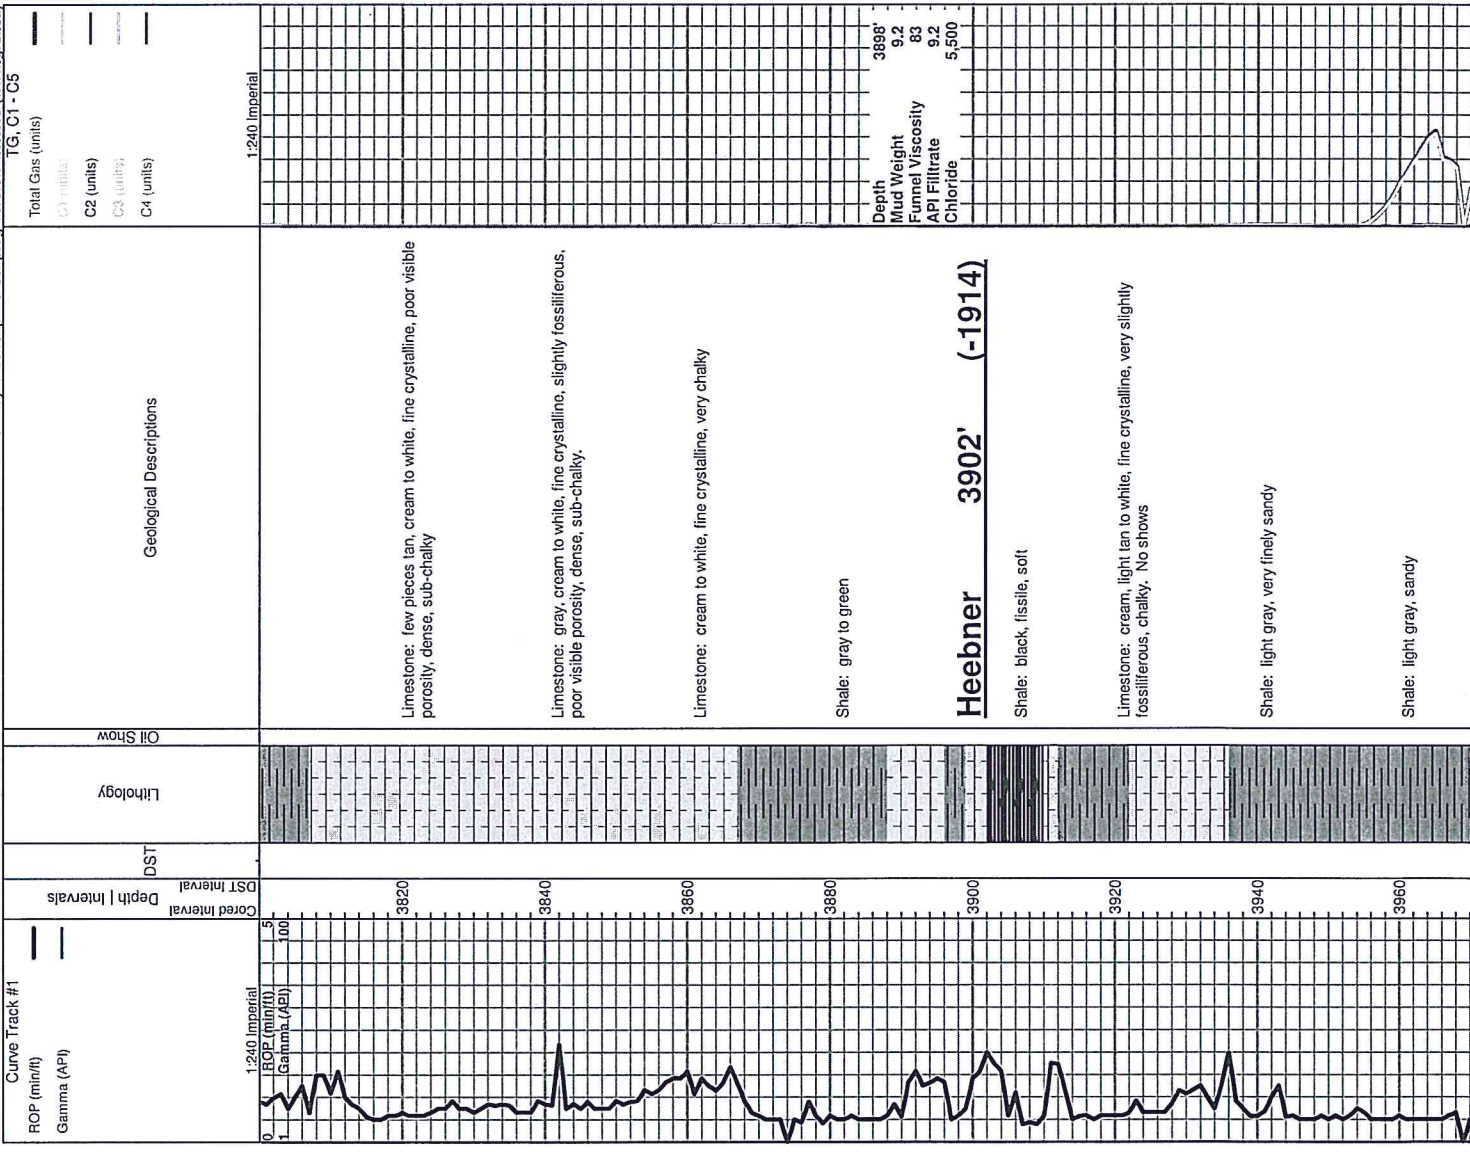 Curve Track #1
ROP (min/ft)
Gamma (API)
Depth | Intervals
Cored Interval
DST Interval
DST
Lithology
Oil Show
Geological Descriptions
TG, C1 - C5
Total Gas (units)
C1 (units)
C2 (units)
C3 (units)
C4 (units)
1:240 Imperial
1:240 Imperial
0 ROP (min/ft) 5
1 Gamma (API) 100
3820
Limestone: few pieces tan, cream to white, fine crystalline, poor visible
porosity, dense, sub-chalky
3840
Limestone: gray, cream to white, fine crystalline, slightly fossiliferous,
poor visible porosity, dense, sub-chalky.
3860
Limestone: cream to white, fine crystalline, very chalky
3880
Shale: gray to green
Depth 3898'
Mud Weight 9.2
Funnel Viscosity 83
API Filltrate 9.2
Chloride 5,500
3900
Heebner 3902' (-1914)
Shale: black, fissile, soft
3920
Limestone: cream, light tan to white, fine crystalline, very slightly
fossiliferous, chalky. No shows
3940
Shale: light gray, very finely sandy
3960
Shale: light gray, sandy